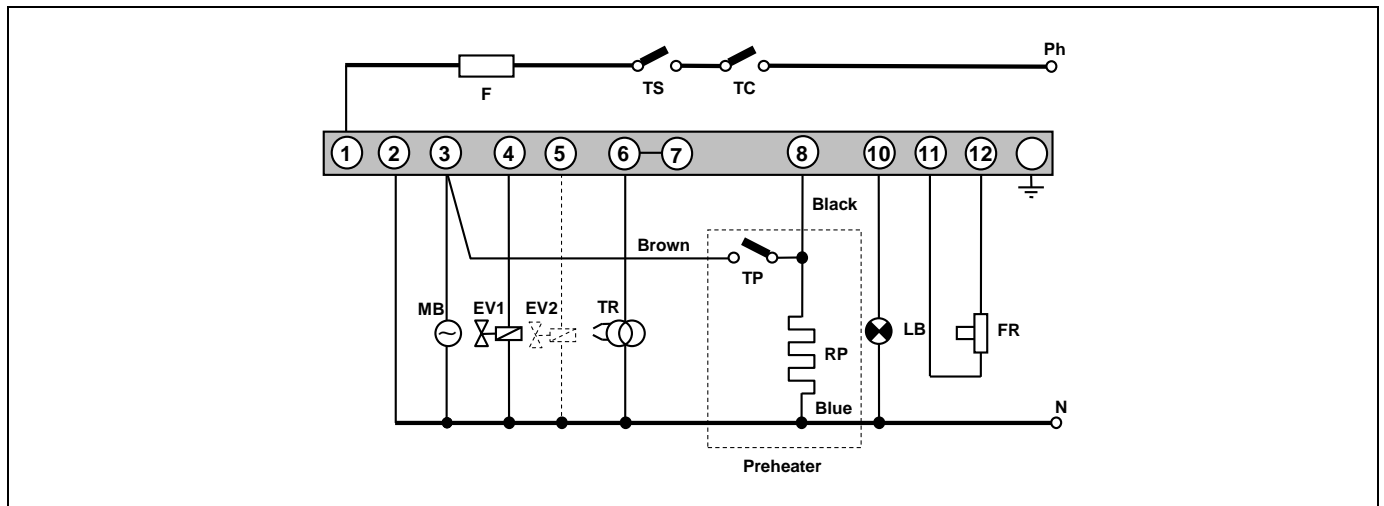 Ph
F
TS TC
1 2 3 4 5 6 7 8 10 11 12
Black
Brown
TP
MB EV1 EV2 TR
LB FR
RP
Blue
N
Preheater